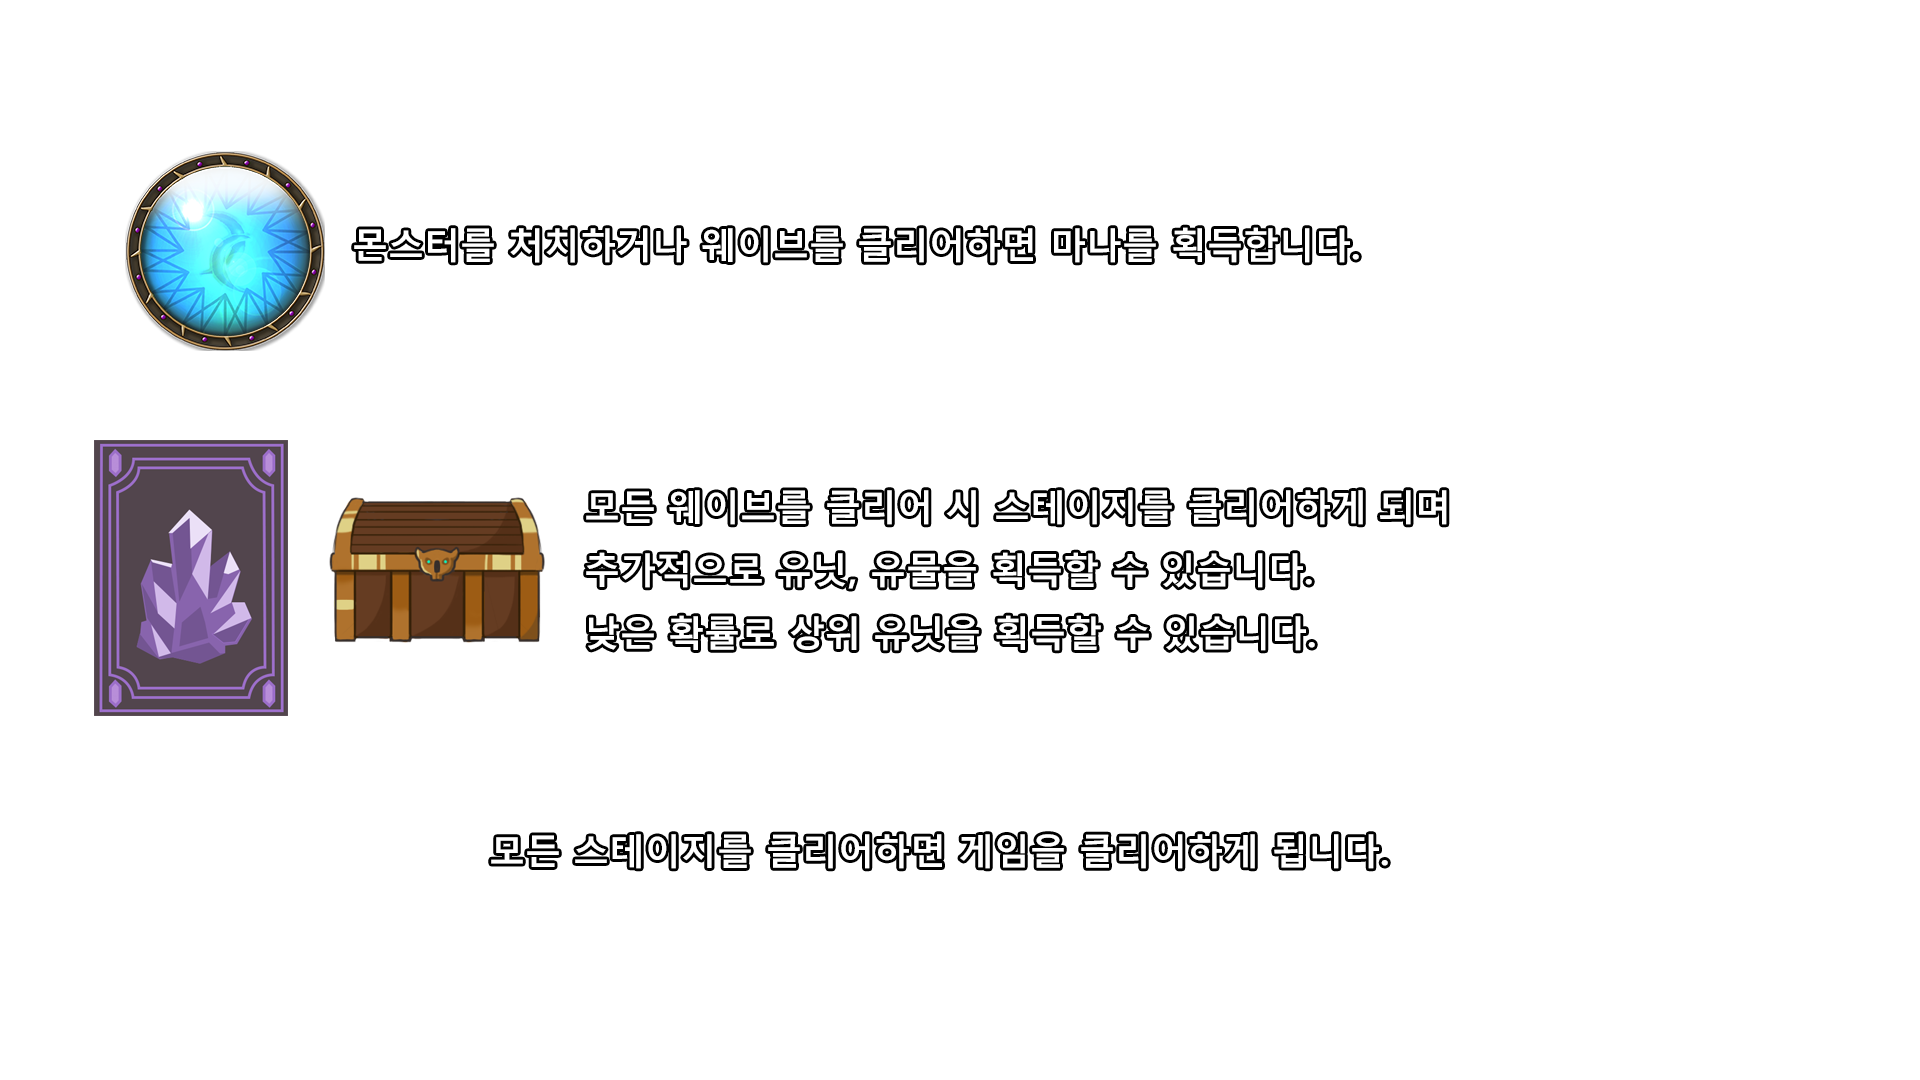 몬스터를 처치하거나 웨이브를 클리어하면 마나를 획득합니다.
모든 웨이브를 클리어 시 스테이지를 클리어하게 되며
추가적으로 유닛, 유물을 획득할 수 있습니다.
낮은 확률로 상위 유닛을 획득할 수 있습니다.
모든 스테이지를 클리어하면 게임을 클리어하게 됩니다.